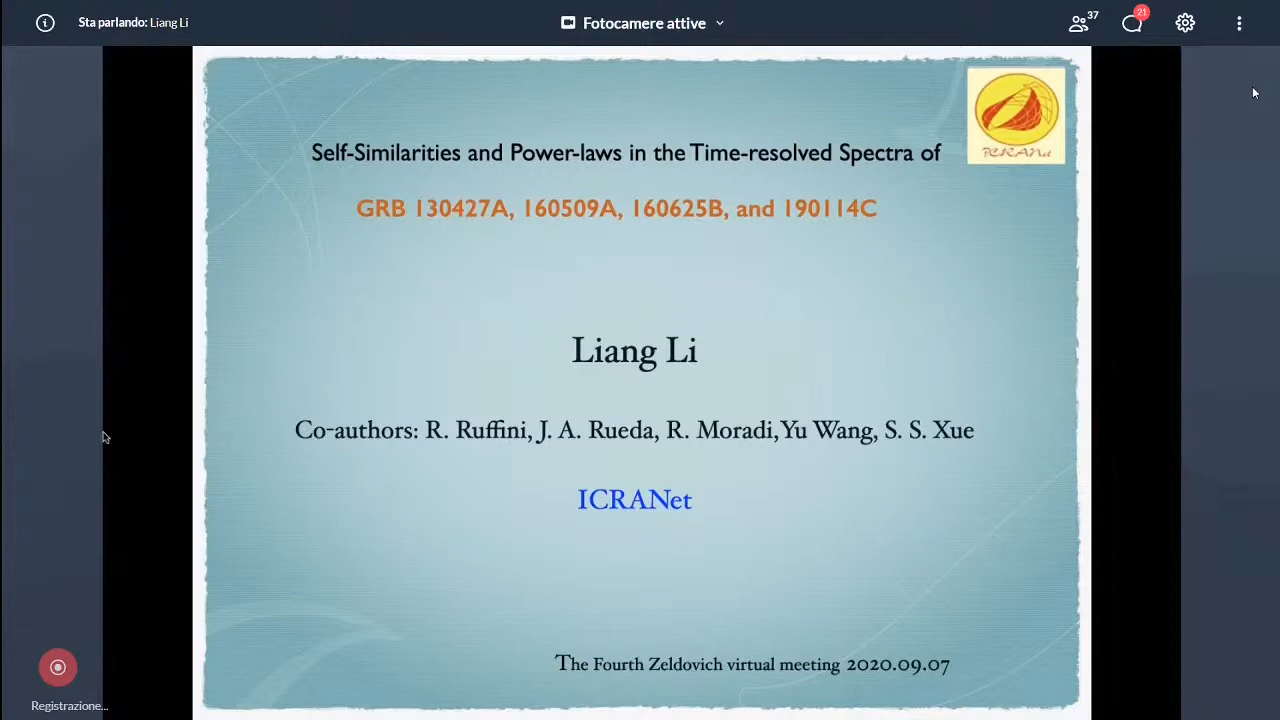 Sta parlando: Liang Li
Fotocamere attive
37
21
ICRANet
Self-Similarities and Power-laws in the Time-resolved Spectra of
GRB 130427A, 160509A, 160625B, and 190114C
Liang Li
Co-authors: R. Ruffini, J. A. Rueda, R. Moradi, Yu Wang, S. S. Xue
ICRANet
The Fourth Zeldovich virtual meeting 2020.09.07
Registrazione...